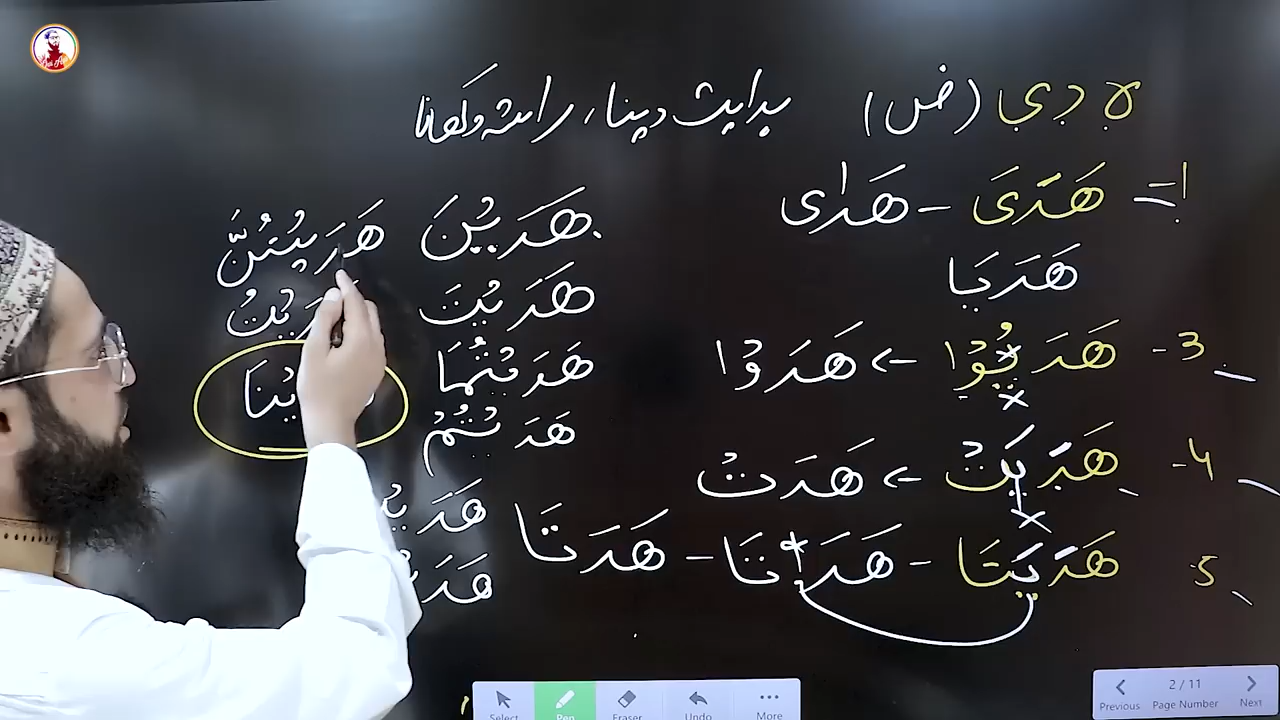 ہ د ي (ض) ہدایت دینا، راستہ دکھانا
1= هَدَيَ - هَدٰى
هَدَيَا
3- هَدَيُوْا > هَدَوْا
4- هَدَيَتْ > هَدَتْ
5- هَدَيَتَا - هَدَاتَا - هَدَتَا
هَدَيْنَ
هَدَيْتَ
هَدَيْتُمَا
هَدَيْتُمْ
هَدَيْتُنَّ
Select Pen Eraser Undo More
Previous 2 / 11 Page Number Next